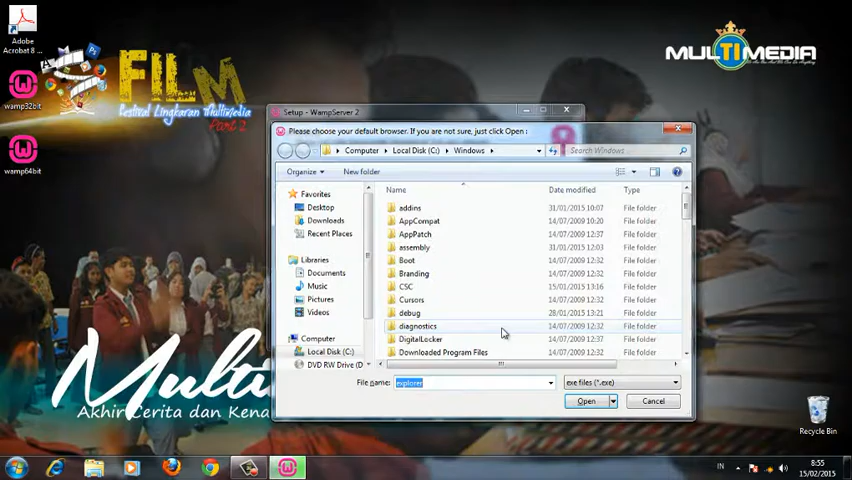 Adobe
Acrobat 8 ...
wamp32bit
wamp64bit
FILM
Festival Lingkaran Multimedia
Part 2
MULTIMEDIA
Setup - WampServer 2
Please choose your default browser. If you are not sure, just click Open :
Computer
Local Disk (C:)
Windows
Search Windows
Organize
New folder
Favorites
Desktop
Downloads
Recent Places
Libraries
Documents
Music
Pictures
Videos
Computer
Local Disk (C:)
DVD RW Drive (D
Name Date modified Type
addins 31/01/2015 10:07 File folder
AppCompat 14/07/2009 10:20 File folder
AppPatch 14/07/2009 12:37 File folder
assembly 31/01/2015 12:03 File folder
Boot 14/07/2009 12:32 File folder
Branding 14/07/2009 12:32 File folder
CSC 15/01/2015 13:16 File folder
Cursors 14/07/2009 12:32 File folder
debug 28/01/2015 13:21 File folder
diagnostics 14/07/2009 12:32 File folder
DigitalLocker 14/07/2009 12:37 File folder
Downloaded Program Files 14/07/2009 12:32 File folder
File Name: explorer
exe files (*.exe)
Open
Cancel
Multi
Akhir Cerita dan Kena
Recycle Bin
IN
8:55
15/02/2015